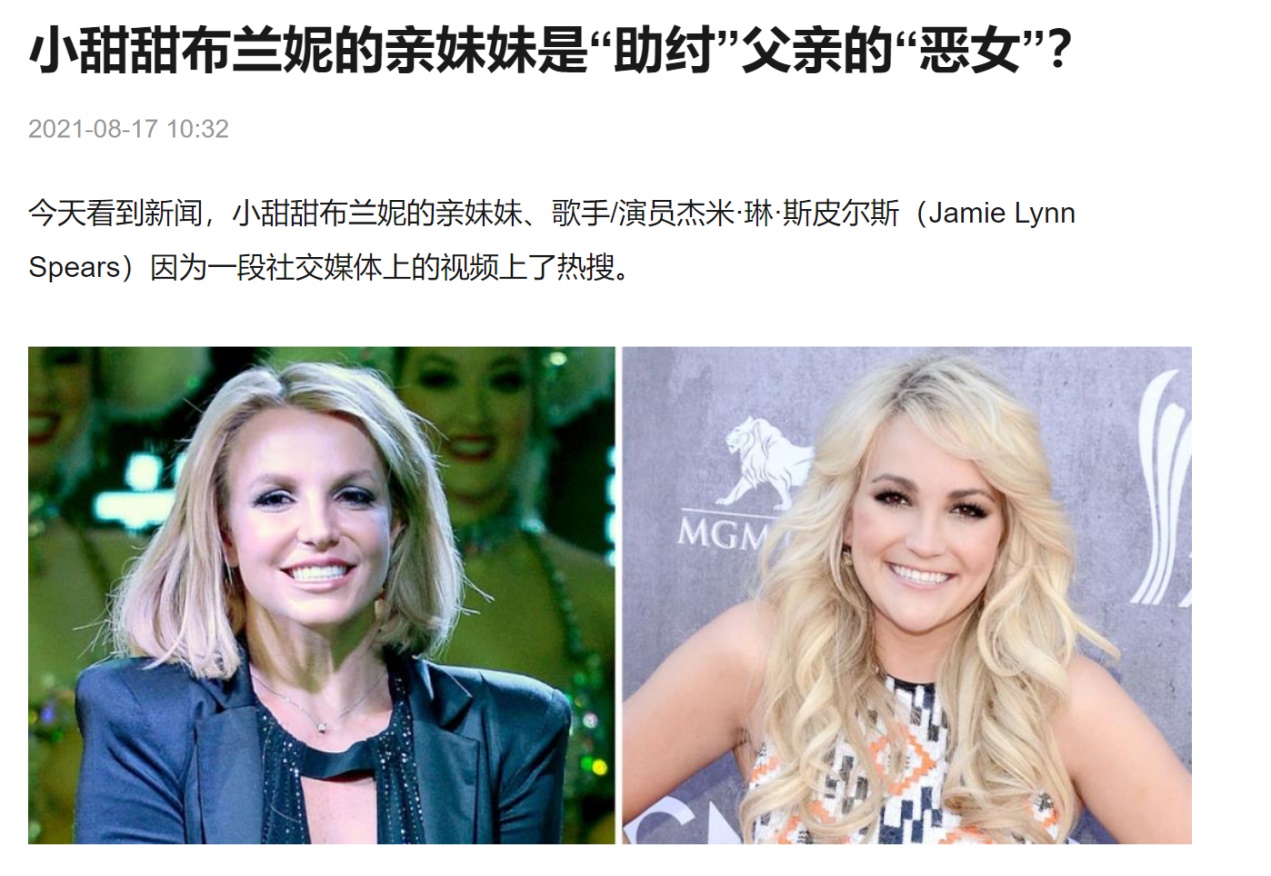 小甜甜布兰妮的亲妹妹是“助纣”父亲的“恶女”？
2021-08-17 10:32
今天看到新闻，小甜甜布兰妮的亲妹妹、歌手/演员杰米·琳·斯皮尔斯（Jamie Lynn
Spears）因为一段社交媒体上的视频上了热搜。
MGM